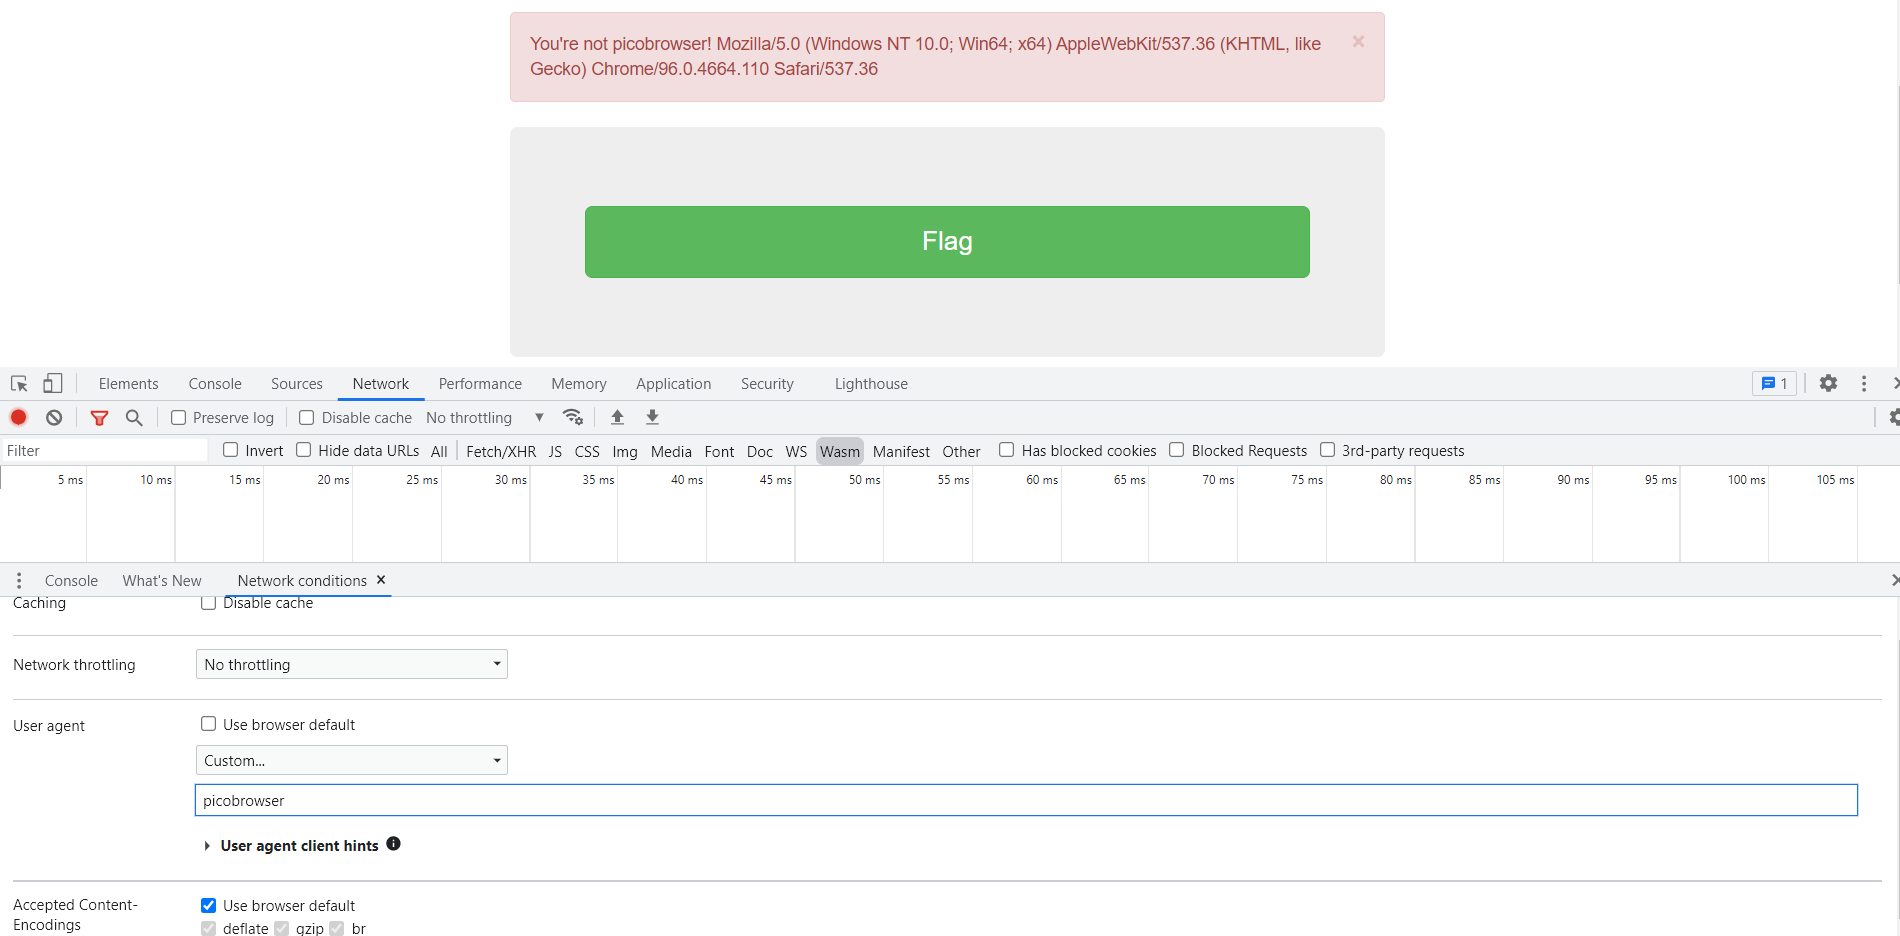 You're not picobrowser! Mozilla/5.0 (Windows NT 10.0; Win64; x64) AppleWebKit/537.36 (KHTML, like
Gecko) Chrome/96.0.4664.110 Safari/537.36
×
Flag
Elements Console Sources Network Performance Memory Application Security Lighthouse 1
Preserve log Disable cache No throttling
Filter Invert Hide data URLs All Fetch/XHR JS CSS Img Media Font Doc WS Wasm Manifest Other Has blocked cookies Blocked Requests 3rd-party requests
5 ms 10 ms 15 ms 20 ms 25 ms 30 ms 35 ms 40 ms 45 ms 50 ms 55 ms 60 ms 65 ms 70 ms 75 ms 80 ms 85 ms 90 ms 95 ms 100 ms 105 ms
Console What's New Network conditions ×
Caching Disable cache
Network throttling No throttling
User agent Use browser default
Custom...
picobrowser
User agent client hints
Accepted Content-
Encodings
Use browser default
deflate gzip br